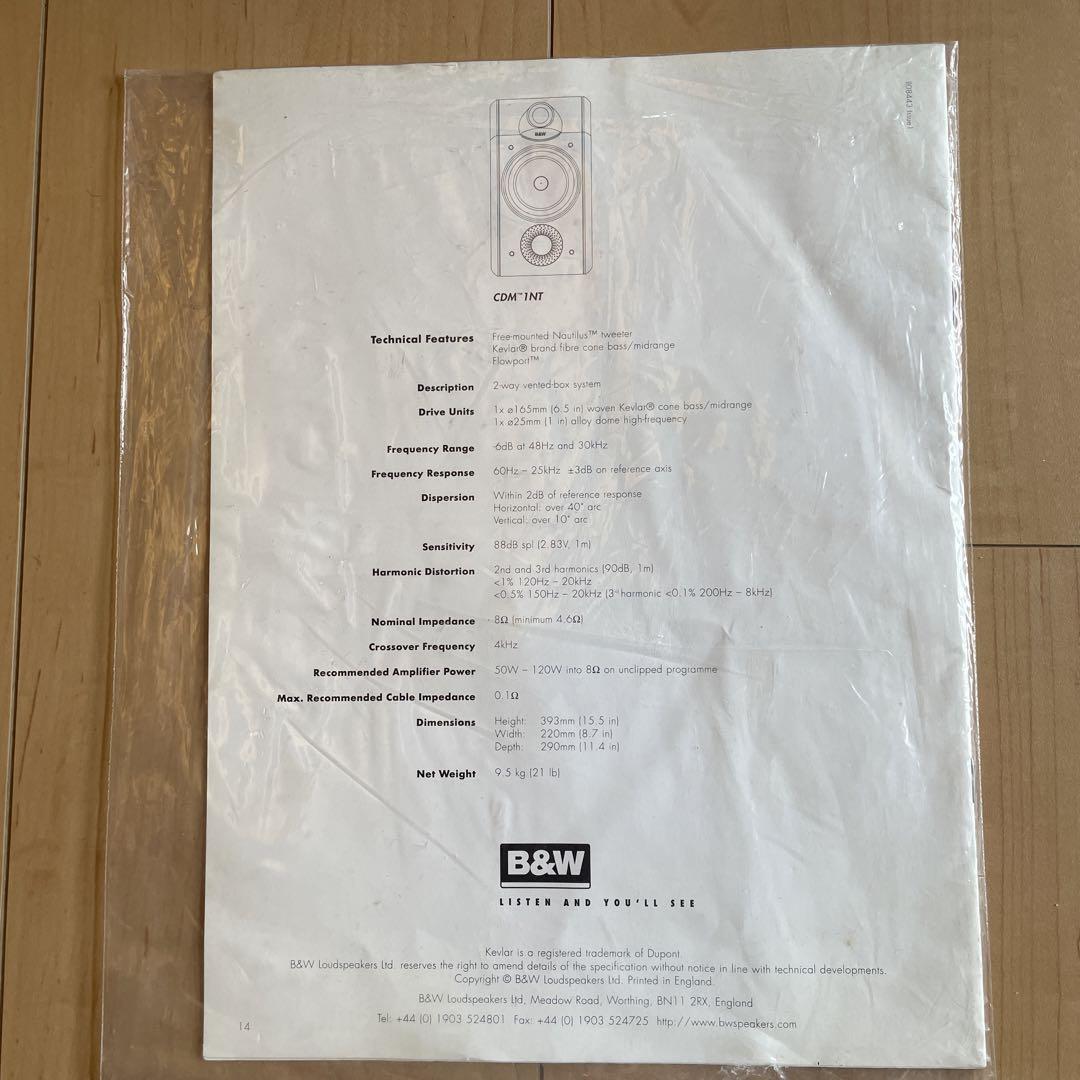 B&W
CDM™ 1NT
Technical Features Free-mounted Nautilus™ tweeter
Kevlar® brand fibre cone bass/midrange
Flowport™
Description 2-way vented-box system
Drive Units 1x ø165mm (6.5 in) woven Kevlar® cone bass/midrange
1x ø25mm (1 in) alloy dome high-frequency
Frequency Range -6dB at 48Hz and 30kHz
Frequency Response 60Hz – 25kHz ±3dB on reference axis
Dispersion Within 2dB of reference response
Horizontal: over 40° arc
Vertical: over 10° arc
Sensitivity 88dB spl (2.83V, 1m)
Harmonic Distortion 2nd and 3rd harmonics (90dB, 1m)
<1% 120Hz – 20kHz
<0.5% 150Hz – 20kHz (3rd harmonic <0.1% 200Hz – 8kHz)
Nominal Impedance 8Ω (minimum 4.6Ω)
Crossover Frequency 4kHz
Recommended Amplifier Power 50W – 120W into 8Ω on unclipped programme
Max. Recommended Cable Impedance 0.1Ω
Dimensions Height: 393mm (15.5 in)
Width: 220mm (8.7 in)
Depth: 290mm (11.4 in)
Net Weight 9.5 kg (21 lb)
B&W
LISTEN AND YOU'LL SEE
Kevlar is a registered trademark of Dupont.
B&W Loudspeakers Ltd. reserves the right to amend details of the specification without notice in line with technical developments.
Copyright © B&W Loudspeakers Ltd. Printed in England.
B&W Loudspeakers Ltd, Meadow Road, Worthing, BN11 2RX, England
Tel: +44 (0) 1903 524801 Fax: +44 (0) 1903 524725 http://www.bwspeakers.com
14